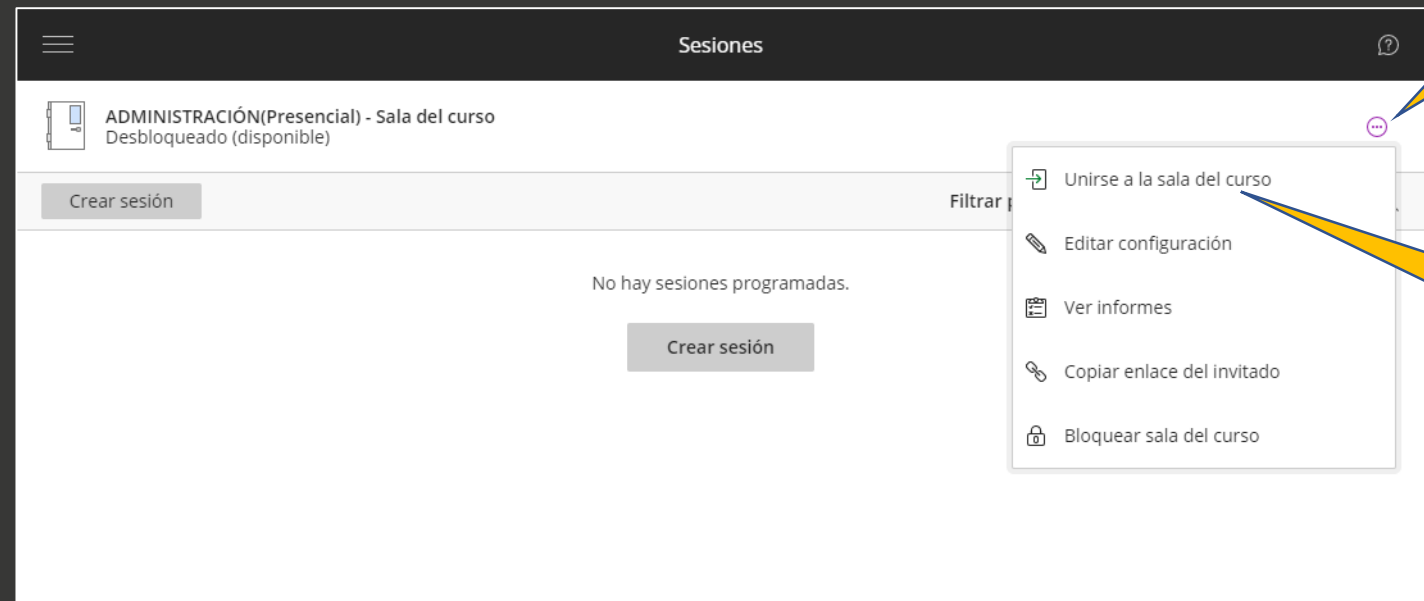 Sesiones
ADMINISTRACIÓN(Presencial) - Sala del curso
Desbloqueado (disponible)
Crear sesión
Filtrar
Unirse a la sala del curso
Editar configuración
No hay sesiones programadas.
Ver informes
Crear sesión
Copiar enlace del invitado
Bloquear sala del curso